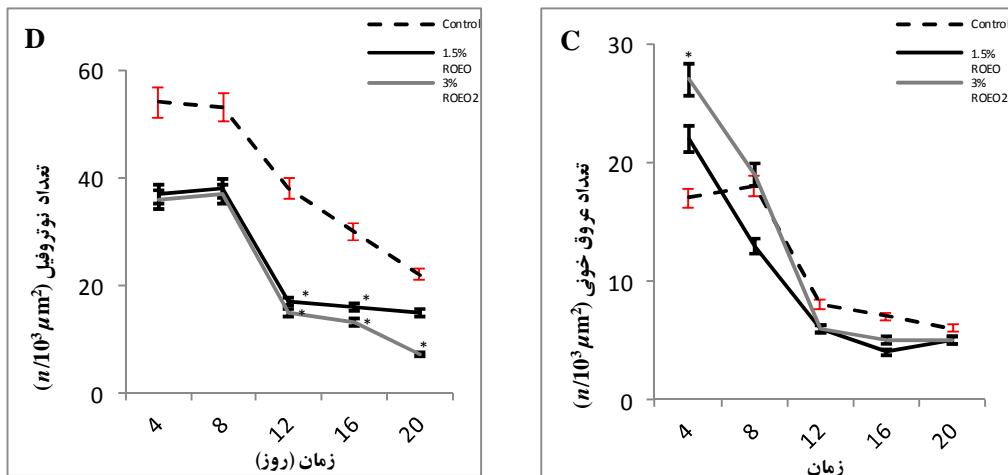 D
Control
1.5%
ROEO
3%
ROEO2
60
40
20
0
تعداد نوتروفیل (n/10³ µm²)
* * * * *
4 8 12 16 20
زمان (روز)
C
Control
1.5%
ROEO
3%
ROEO2
30
20
10
0
تعداد عروق خونی (n/10³ µm²)
*
4 8 12 16 20
زمان